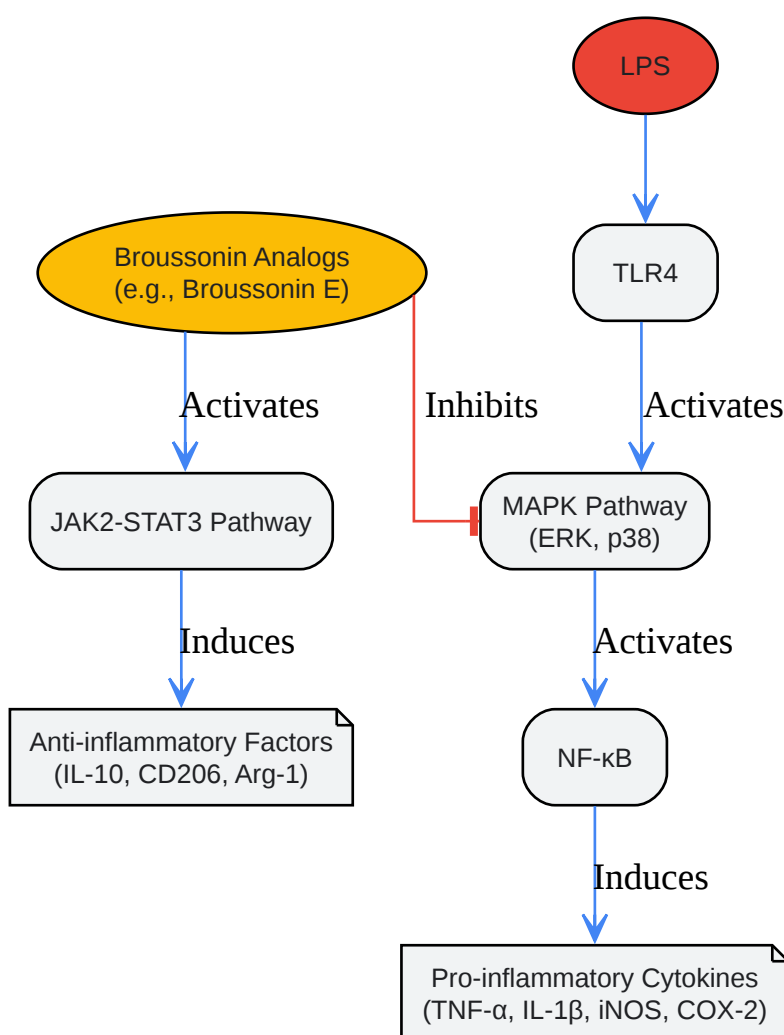 LPS
Broussonin Analogs
(e.g., Broussonin E)
TLR4
Activates
Inhibits
Activates
JAK2-STAT3 Pathway
MAPK Pathway
(ERK, p38)
Induces
Activates
Anti-inflammatory Factors
(IL-10, CD206, Arg-1)
NF-κB
Induces
Pro-inflammatory Cytokines
(TNF-α, IL-1β, iNOS, COX-2)